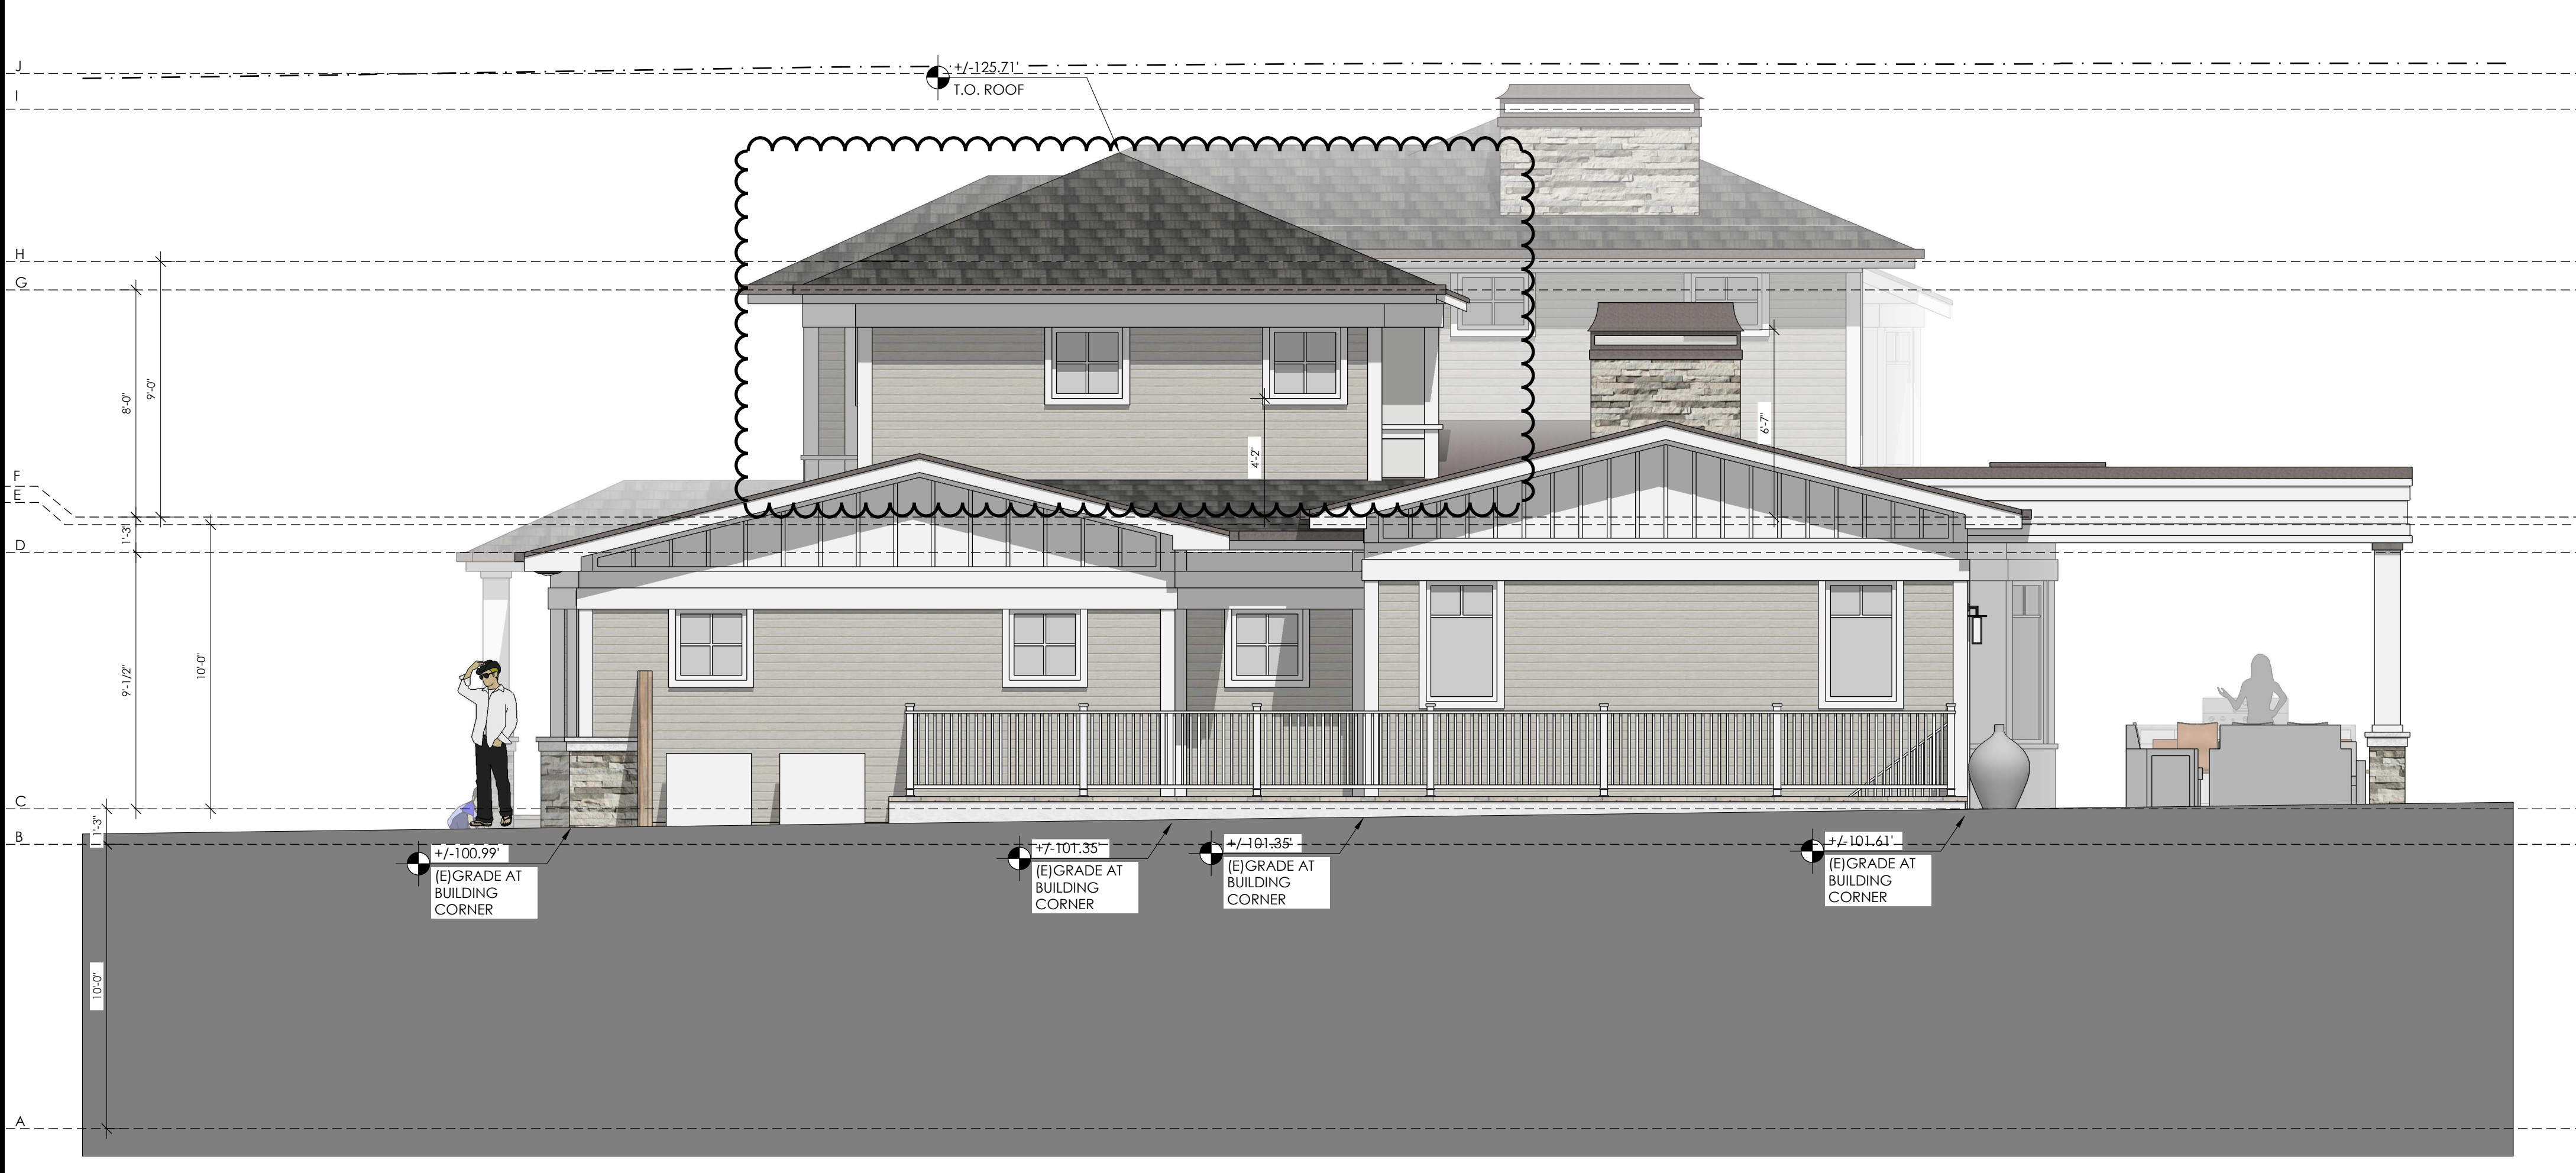 J
+/-125.71'
T.O. ROOF
I
H
G
8'-0"
9'-0"
6'-7"
4'-2"
F
E
1'-3"
D
9'-1/2"
10'-0"
C
1'-3"
B
+/-100.99'
(E)GRADE AT
BUILDING
CORNER
+/-101.35'
(E)GRADE AT
BUILDING
CORNER
+/-101.35'
(E)GRADE AT
BUILDING
CORNER
+/-101.61'
(E)GRADE AT
BUILDING
CORNER
10'-0"
A